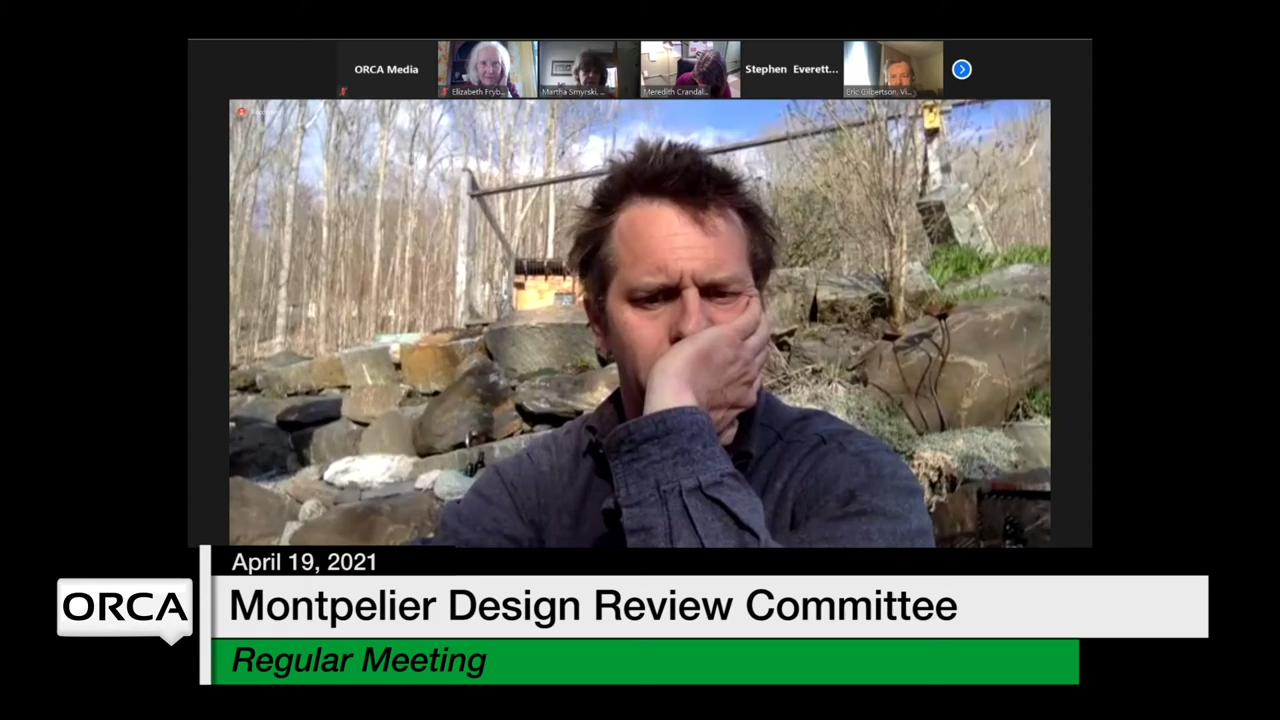 ORCA Media
Elizabeth Fryb...
Martha Smyrski, ...
Meredith Crandal...
Stephen Everett...
Eric Gilbertson, Vi...
April 19, 2021
ORCA
Montpelier Design Review Committee
Regular Meeting